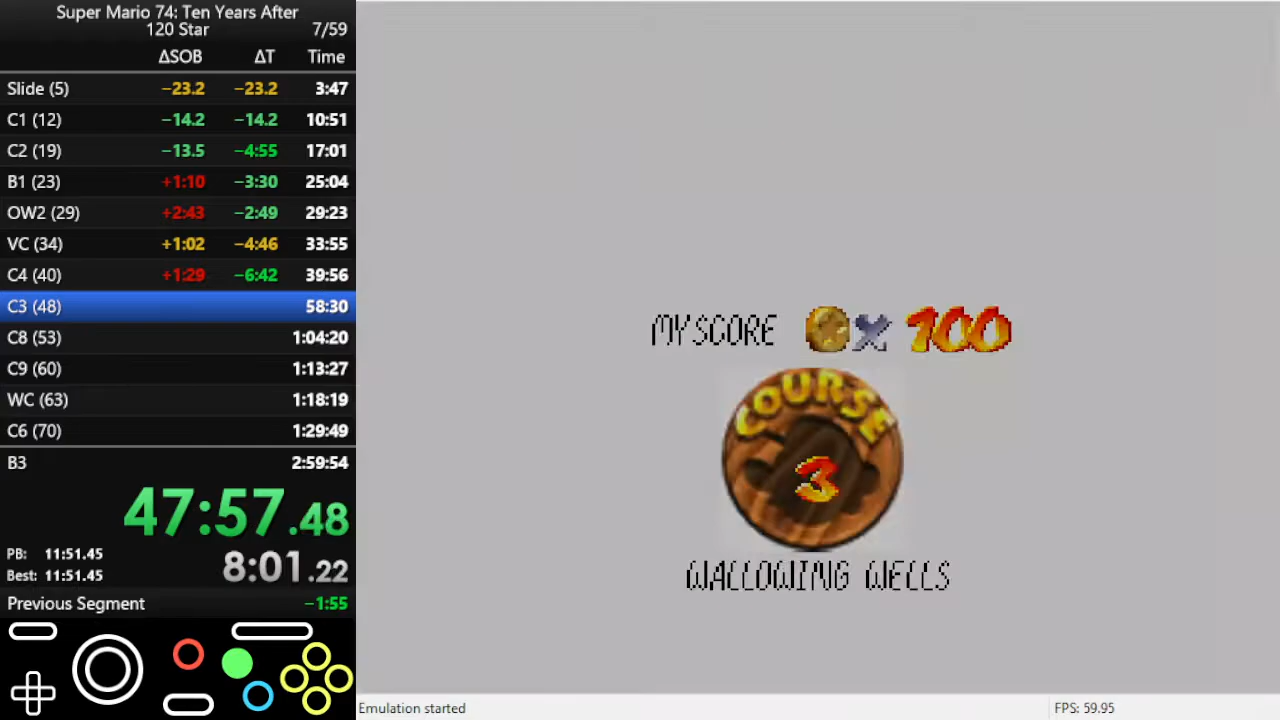 Super Mario 74: Ten Years After
120 Star 7/59
ΔSOB ΔT Time
Slide (5) −23.2 −23.2 3:47
C1 (12) −14.2 −14.2 10:51
C2 (19) −13.5 −4:55 17:01
B1 (23) +1:10 −3:30 25:04
OW2 (29) +2:43 −2:49 29:23
VC (34) +1:02 −4:46 33:55
C4 (40) +1:29 −6:42 39:56
C3 (48) 58:30
C8 (53) 1:04:20
C9 (60) 1:13:27
WC (63) 1:18:19
C6 (70) 1:29:49
B3 2:59:54
47:57.48
PB: 11:51.45
Best: 11:51.45
8:01.22
Previous Segment −1:55
MY SCORE × 100
COURSE
3
WALLOWING WELLS
Emulation started
FPS: 59.95